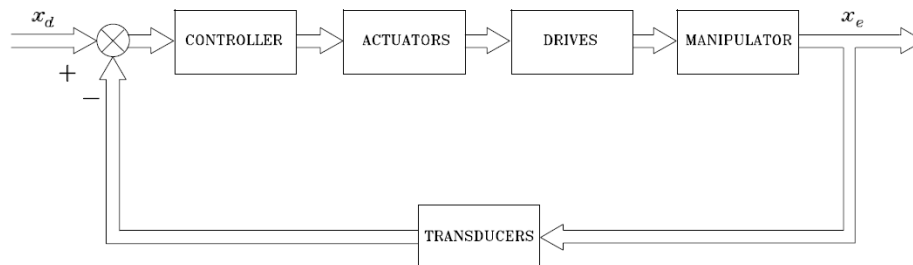 x_d
x_e
CONTROLLER
ACTUATORS
DRIVES
MANIPULATOR
+
−
TRANSDUCERS